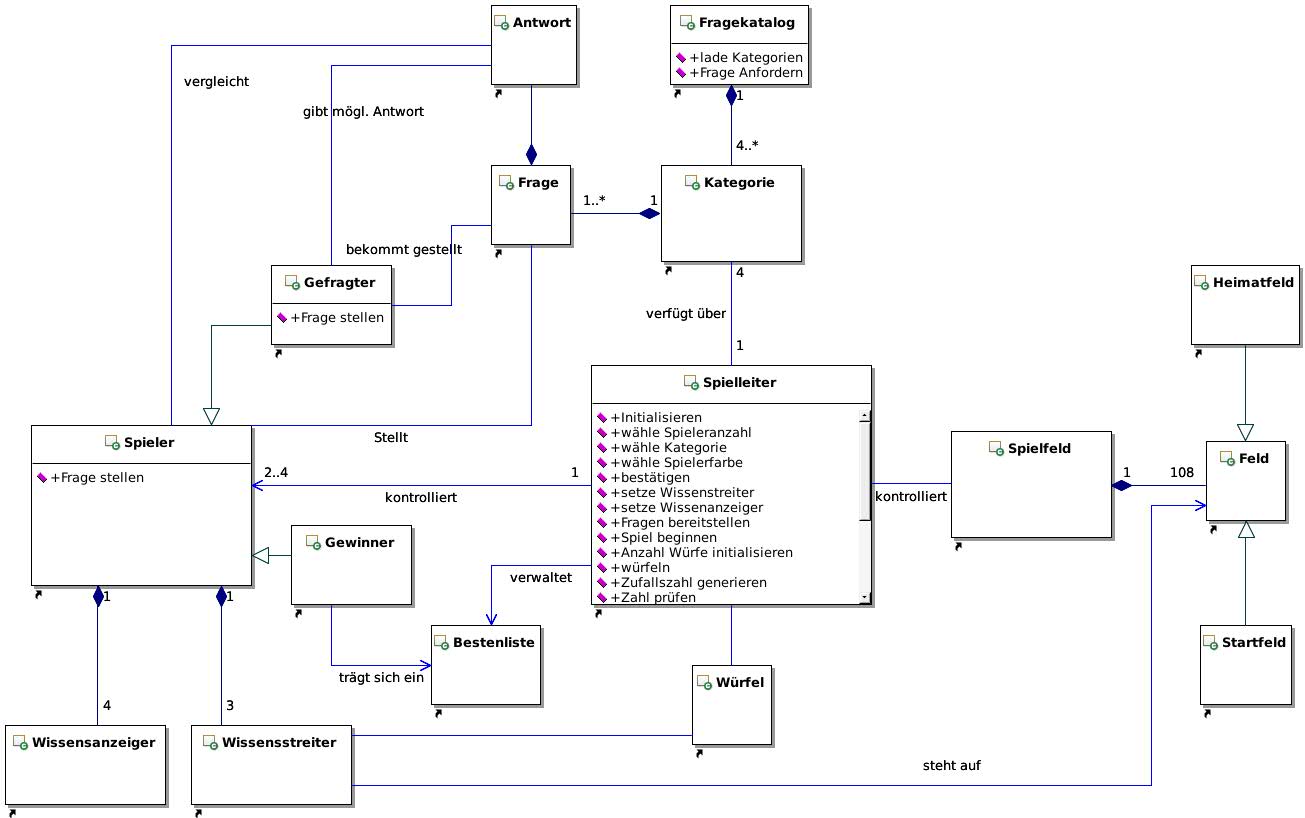 Antwort
Fragekatalog
+lade Kategorien
+Frage Anfordern
vergleicht
1
gibt mögl. Antwort
4..*
Frage
Kategorie
1..*
1
bekommt gestellt
4
Gefragter
+Frage stellen
Heimatfeld
verfügt über
1
Spielleiter
+Initialisieren
+wähle Spieleranzahl
+wähle Kategorie
+wähle Spielerfarbe
+bestätigen
+setze Wissenstreiter
+setze Wissenanzeiger
+Fragen bereitstellen
+Spiel beginnen
+Anzahl Würfe initialisieren
+würfeln
+Zufallszahl generieren
+Zahl prüfen
Stellt
Spieler
+Frage stellen
2..4
1
kontrolliert
kontrolliert
Spielfeld
1
108
Feld
Gewinner
verwaltet
1
1
Bestenliste
Startfeld
trägt sich ein
Würfel
4
3
Wissensanzeiger
Wissensstreiter
steht auf